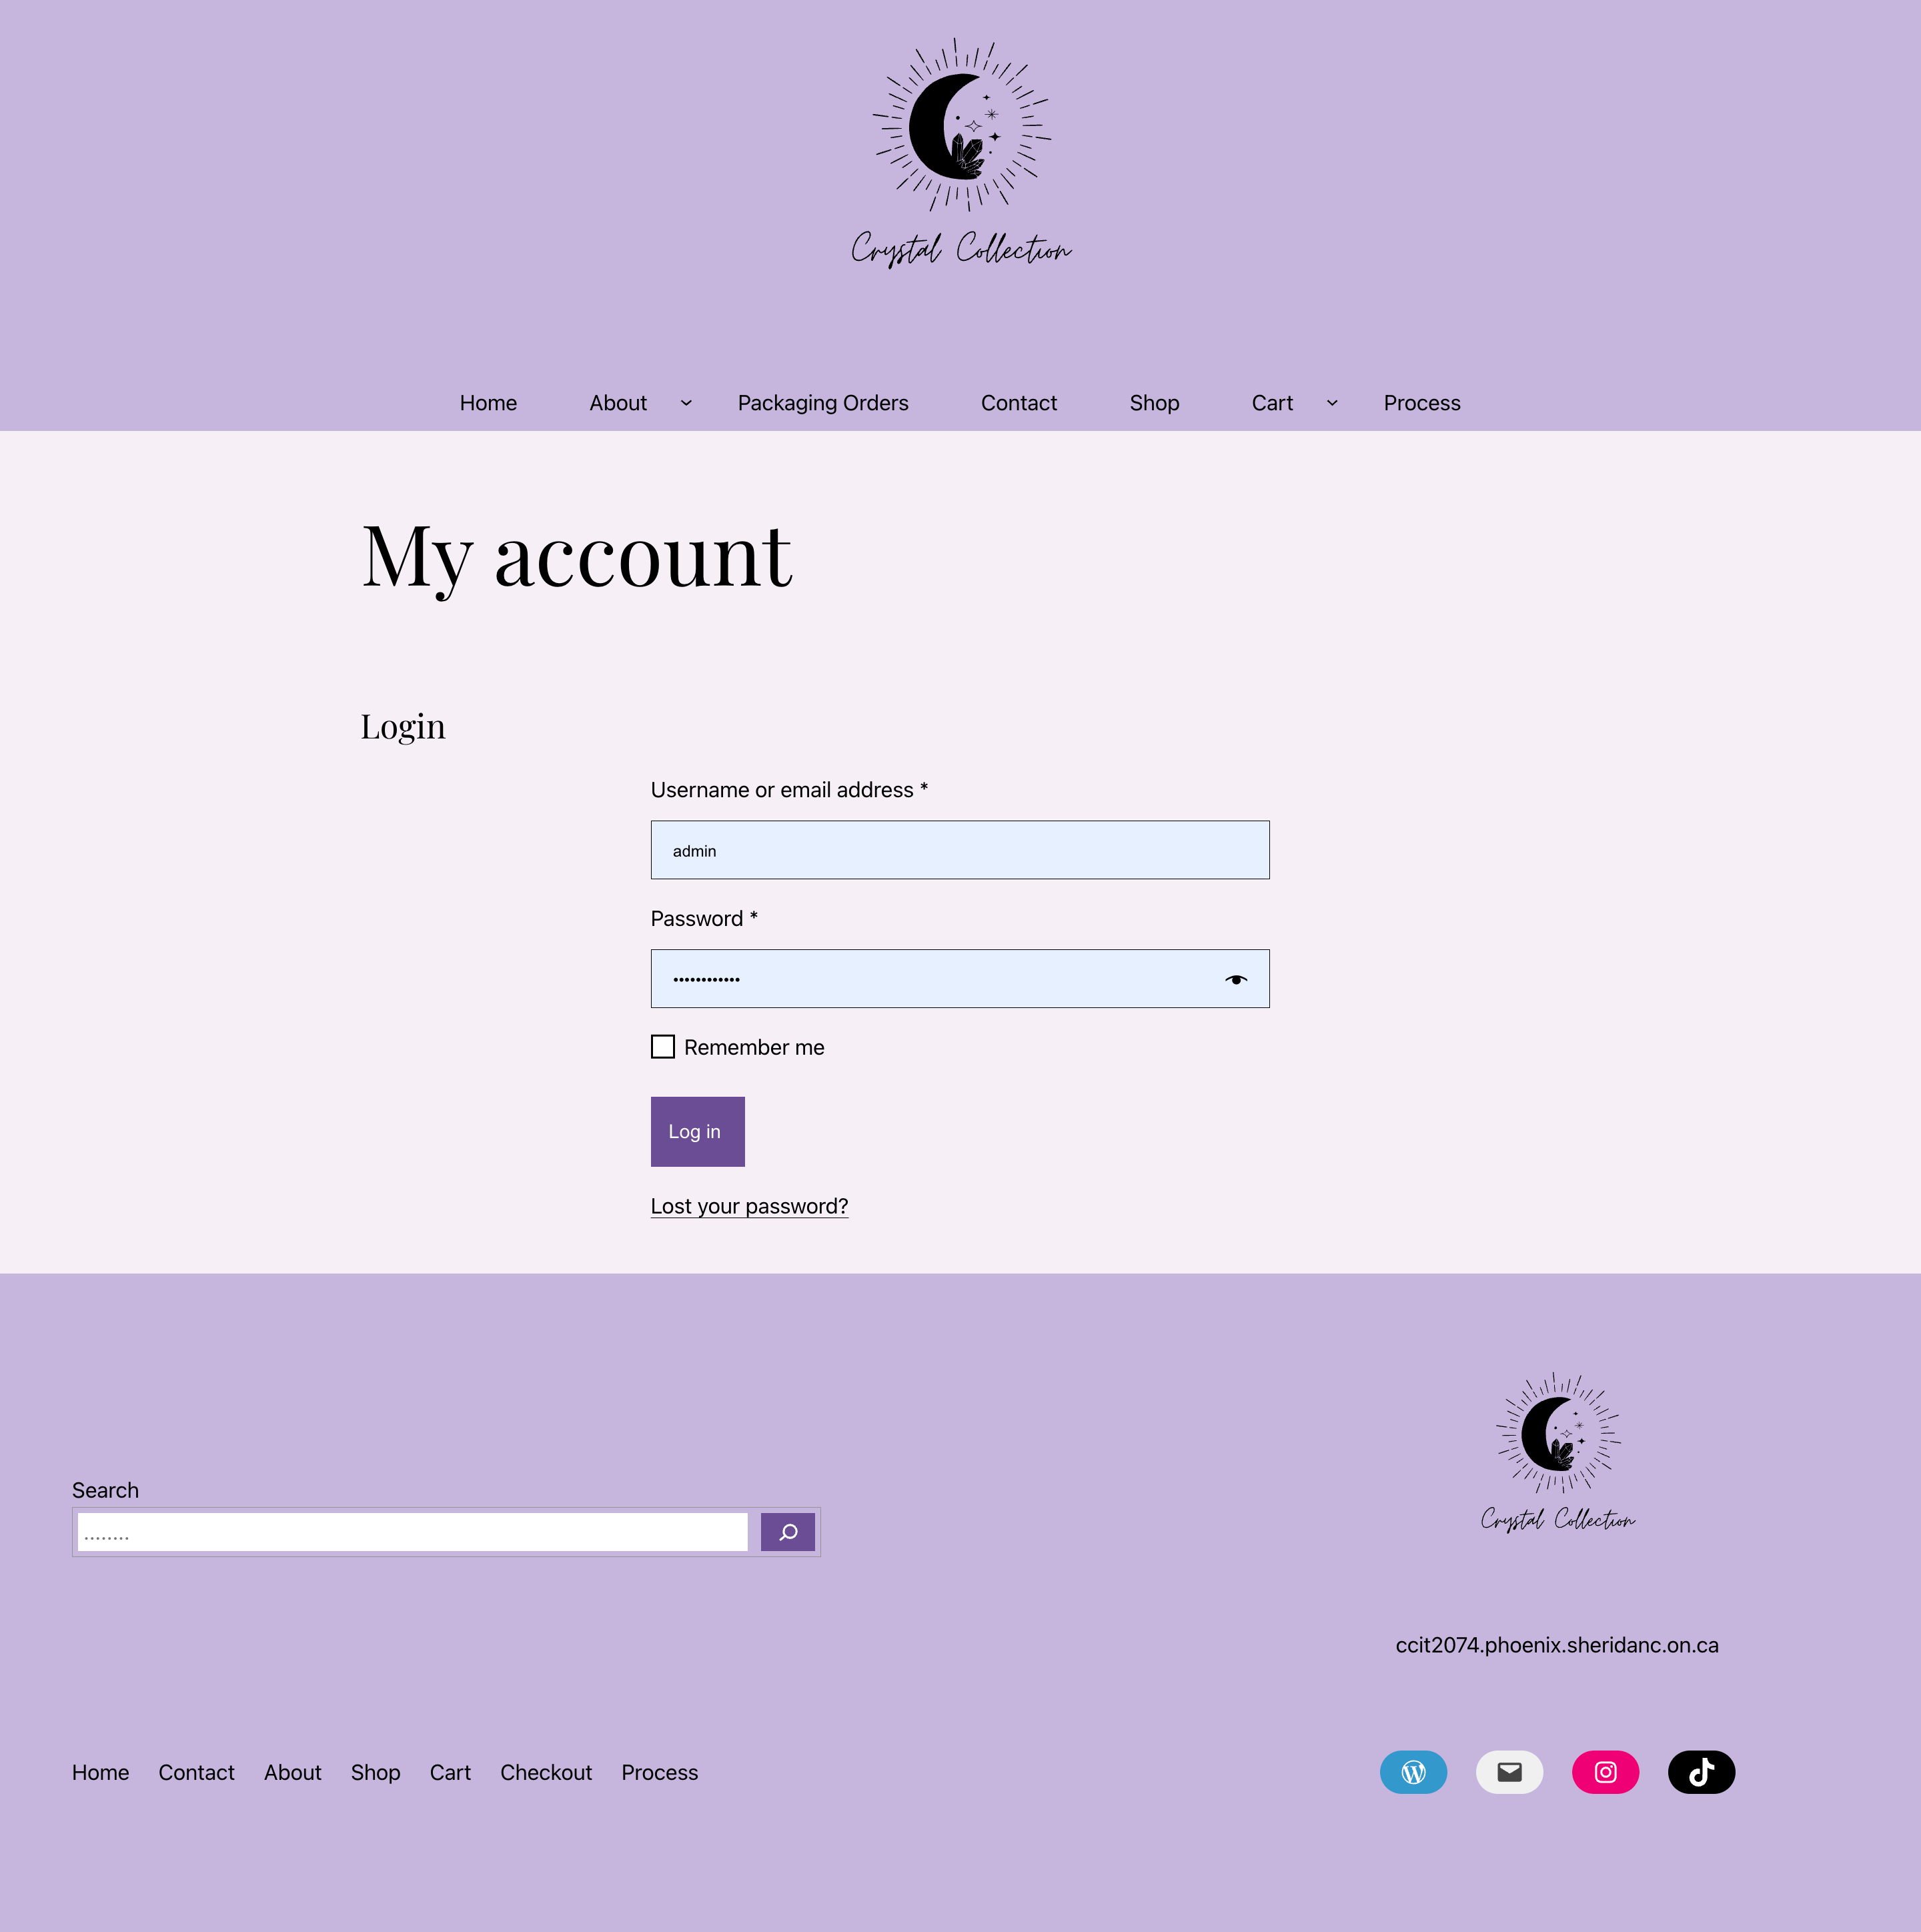 Crystal Collection
Home About Packaging Orders Contact Shop Cart Process
My account
Login
Username or email address *
admin
Password *
••••••••••••
Remember me
Log in
Lost your password?
Search
........
Crystal Collection
ccit2074.phoenix.sheridanc.on.ca
Home Contact About Shop Cart Checkout Process